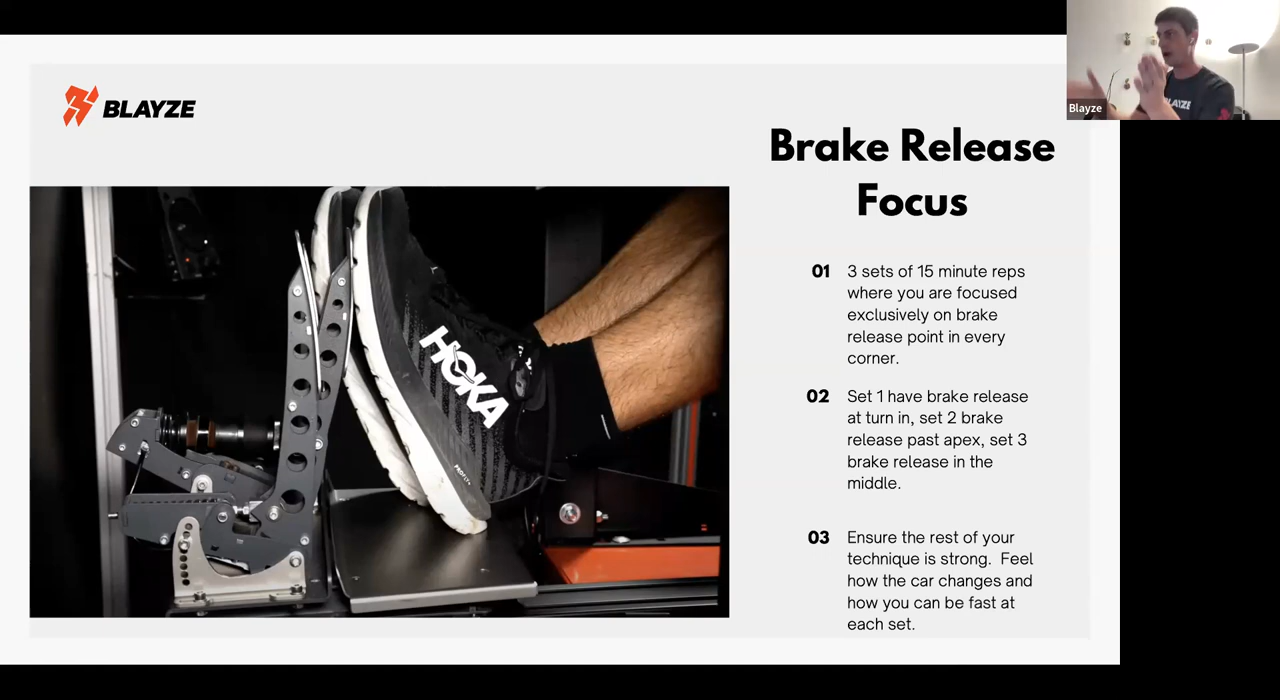 BLAYZE
Blayze
BLAYZE
Brake Release
Focus
01 3 sets of 15 minute reps
where you are focused
exclusively on brake
release point in every
corner.
02 Set 1 have brake release
at turn in, set 2 brake
release past apex, set 3
brake release in the
middle.
03 Ensure the rest of your
technique is strong. Feel
how the car changes and
how you can be fast at
each set.
HOKA
PROFLY+